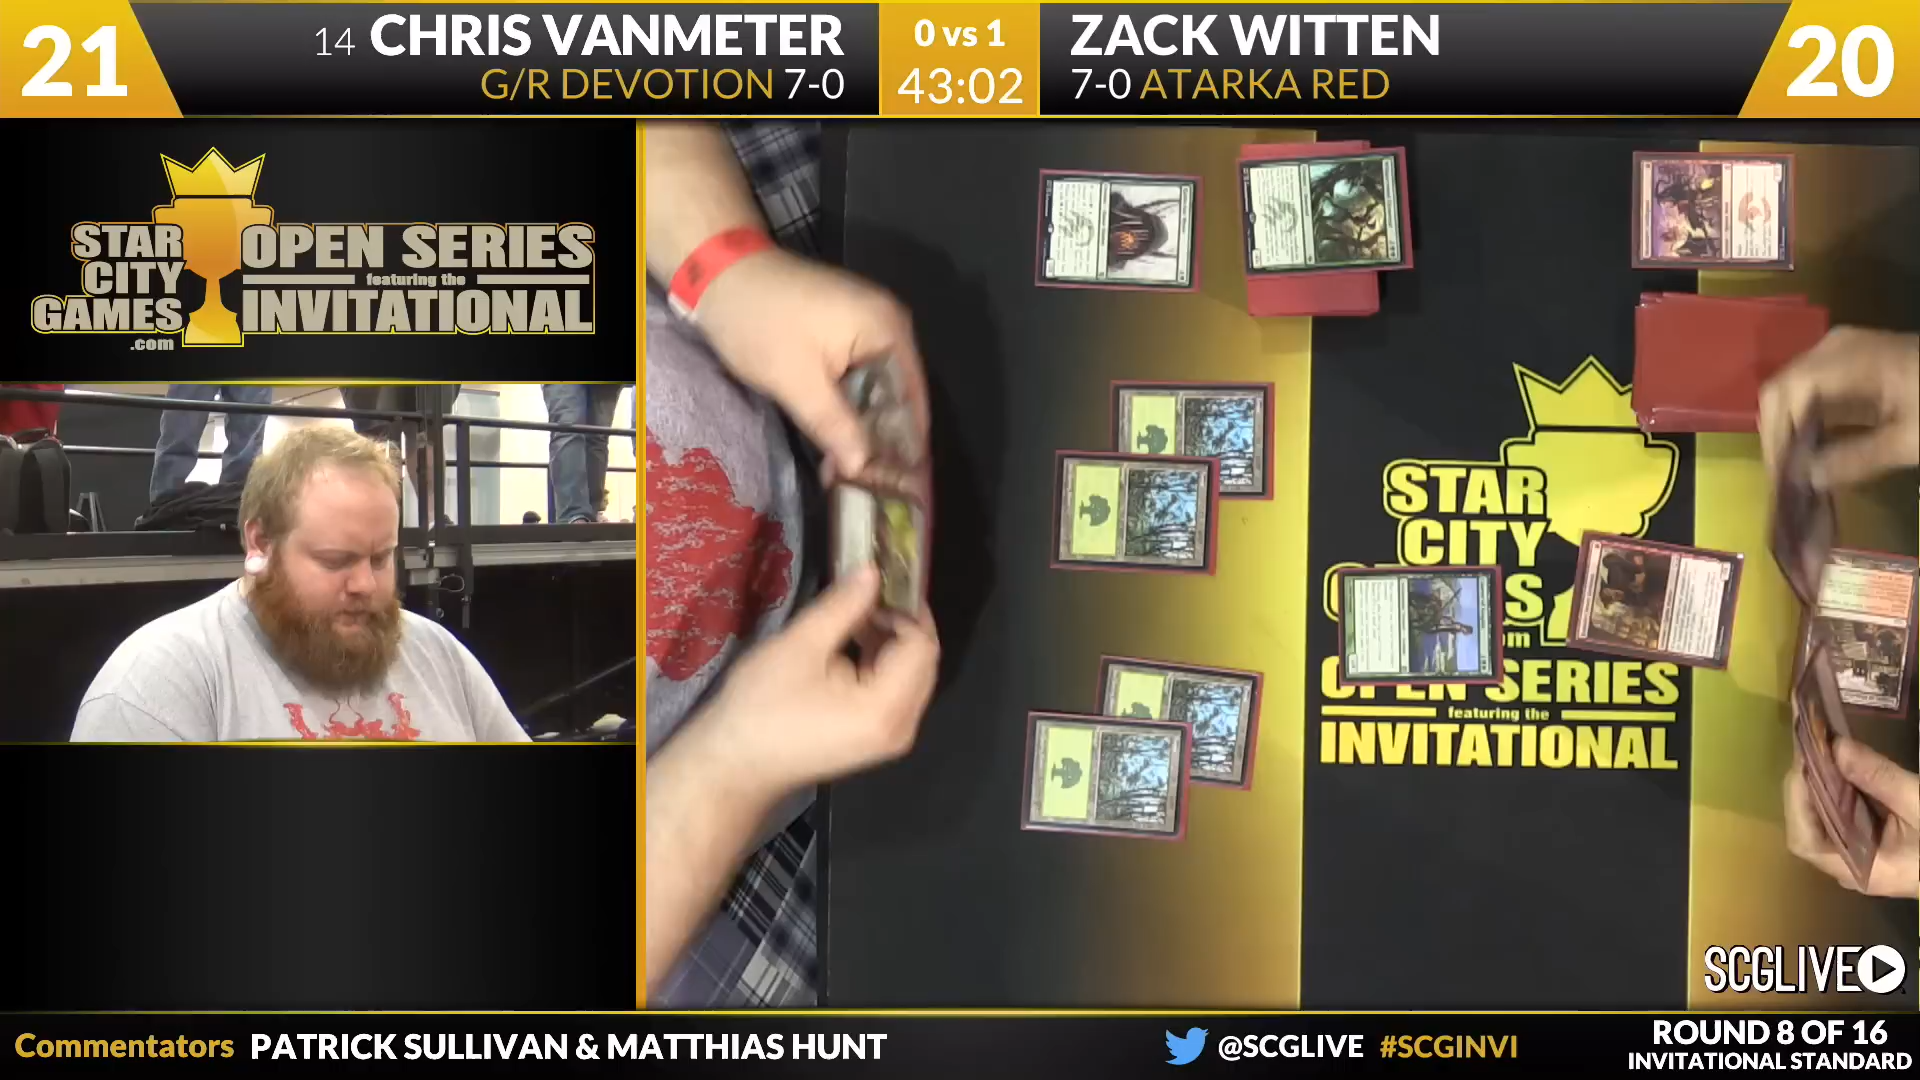 21
14 CHRIS VANMETER
G/R DEVOTION 7-0
0 vs 1
43:02
ZACK WITTEN
7-0 ATARKA RED
20
STAR
CITY
GAMES
.com
OPEN SERIES
featuring the
INVITATIONAL
STAR
CITY
OPEN SERIES
featuring the
INVITATIONAL
SCGLIVE
Commentators PATRICK SULLIVAN & MATTHIAS HUNT
@SCGLIVE #SCGINVI
ROUND 8 OF 16
INVITATIONAL STANDARD